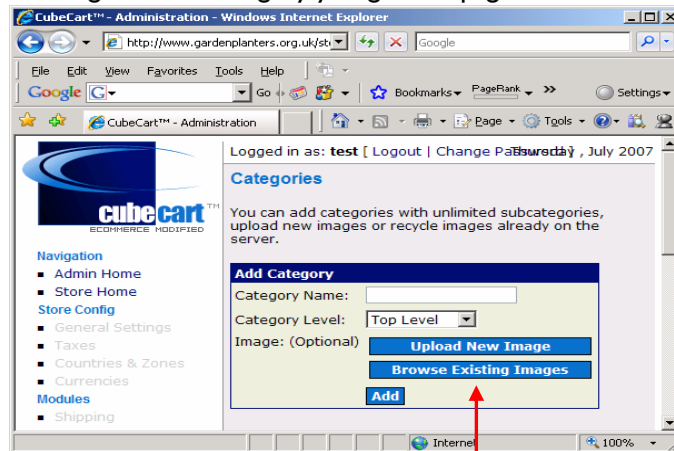 CubeCart™ - Administration - Windows Internet Explorer
http://www.gardenplanters.org.uk/st
Google
File Edit View Favorites Tools Help
Google G Go Bookmarks PageRank >> Settings
CubeCart™ - Administration Page Tools
Logged in as: test [ Logout | Change , July 2007
Categories
You can add categories with unlimited subcategories,
upload new images or recycle images already on the
server.
cubecart™
ECOMMERCE MODIFIED
Navigation
Admin Home
Store Home
Store Config
General Settings
Taxes
Countries & Zones
Currencies
Modules
Shipping
Add Category
Category Name:
Category Level: Top Level
Image: (Optional) Upload New Image
Browse Existing Images
Add
Internet 100%